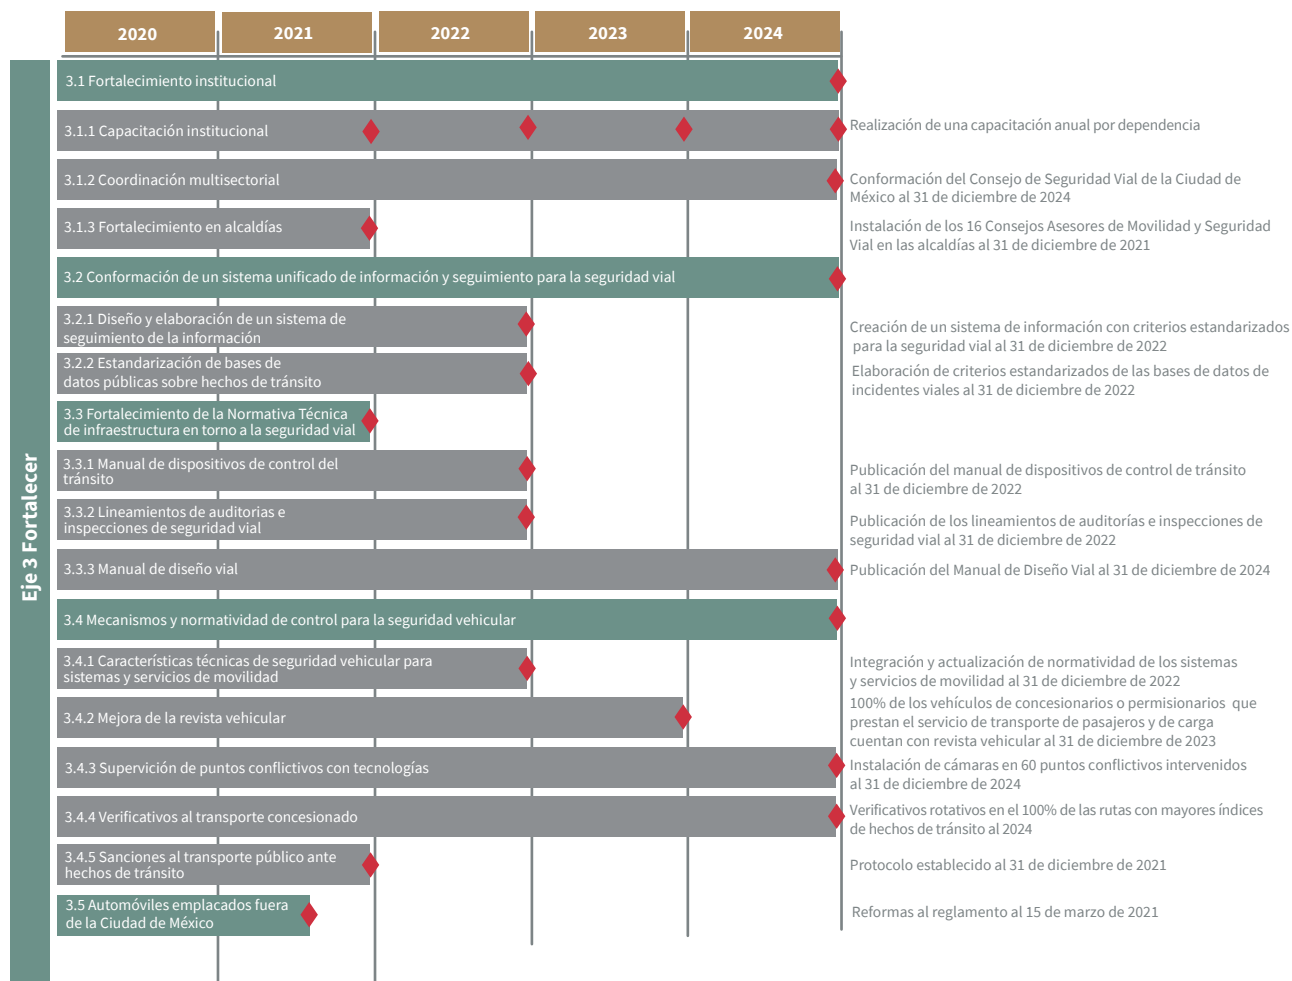 2020
2021
2022
2023
2024
Eje 3 Fortalecer
3.1 Fortalecimiento institucional
3.1.1 Capacitación institucional
Realización de una capacitación anual por dependencia
3.1.2 Coordinación multisectorial
Conformación del Consejo de Seguridad Vial de la Ciudad de
México al 31 de diciembre de 2024
3.1.3 Fortalecimiento en alcaldías
Instalación de los 16 Consejos Asesores de Movilidad y Seguridad
Vial en las alcaldías al 31 de diciembre de 2021
3.2 Conformación de un sistema unificado de información y seguimiento para la seguridad vial
3.2.1 Diseño y elaboración de un sistema de
seguimiento de la información
Creación de un sistema de información con criterios estandarizados
para la seguridad vial al 31 de diciembre de 2022
3.2.2 Estandarización de bases de
datos públicas sobre hechos de tránsito
Elaboración de criterios estandarizados de las bases de datos de
incidentes viales al 31 de diciembre de 2022
3.3 Fortalecimiento de la Normativa Técnica
de infraestructura en torno a la seguridad vial
3.3.1 Manual de dispositivos de control del
tránsito
Publicación del manual de dispositivos de control de tránsito
al 31 de diciembre de 2022
3.3.2 Lineamientos de auditorias e
inspecciones de seguridad vial
Publicación de los lineamientos de auditorías e inspecciones de
seguridad vial al 31 de diciembre de 2022
3.3.3 Manual de diseño vial
Publicación del Manual de Diseño Vial al 31 de diciembre de 2024
3.4 Mecanismos y normatividad de control para la seguridad vehicular
3.4.1 Características técnicas de seguridad vehicular para
sistemas y servicios de movilidad
Integración y actualización de normatividad de los sistemas
y servicios de movilidad al 31 de diciembre de 2022
3.4.2 Mejora de la revista vehicular
100% de los vehículos de concesionarios o permisionarios que
prestan el servicio de transporte de pasajeros y de carga
cuentan con revista vehicular al 31 de diciembre de 2023
3.4.3 Supervición de puntos conflictivos con tecnologías
Instalación de cámaras en 60 puntos conflictivos intervenidos
al 31 de diciembre de 2024
3.4.4 Verificativos al transporte concesionado
Verificativos rotativos en el 100% de las rutas con mayores índices
de hechos de tránsito al 2024
3.4.5 Sanciones al transporte público ante
hechos de tránsito
Protocolo establecido al 31 de diciembre de 2021
3.5 Automóviles emplacados fuera
de la Ciudad de México
Reformas al reglamento al 15 de marzo de 2021